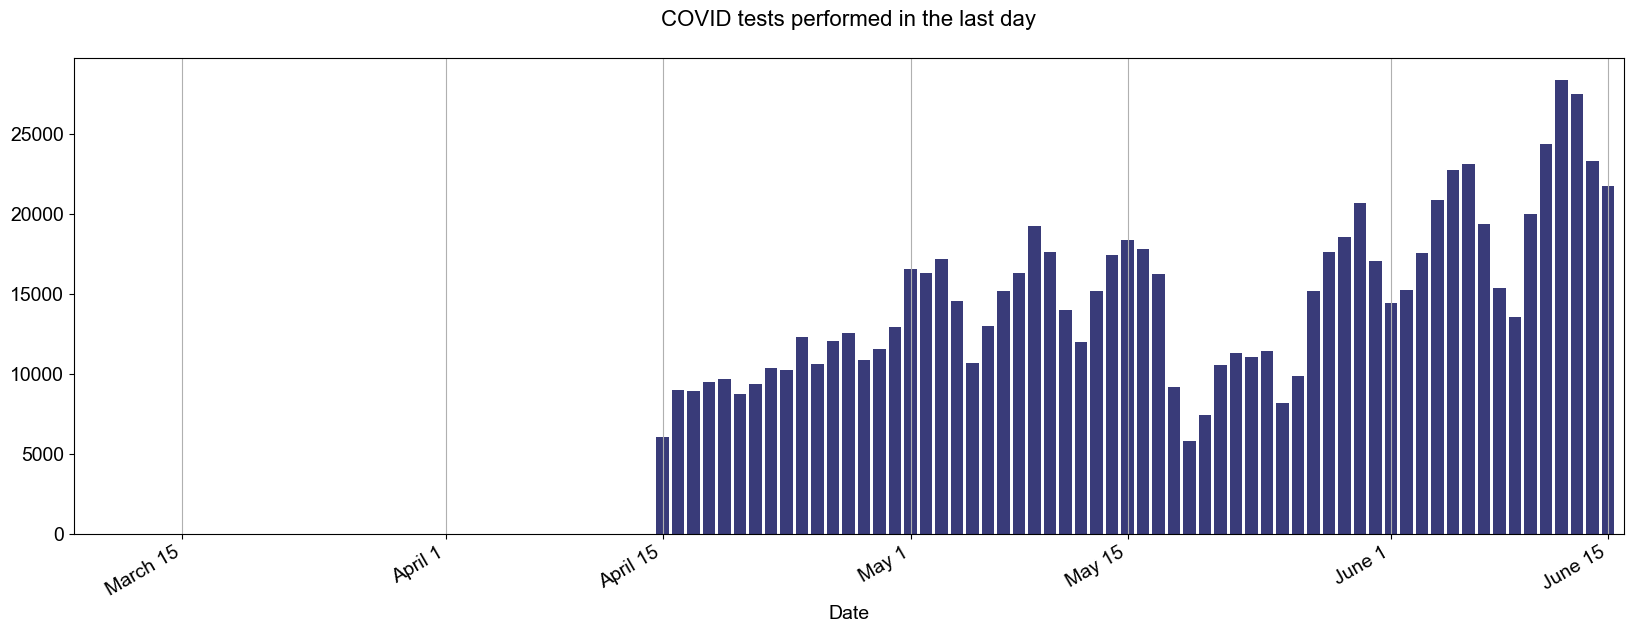 COVID tests performed in the last day
25000
20000
15000
10000
5000
0
March 15
April 1
April 15
May 1
May 15
June 1
June 15
Date